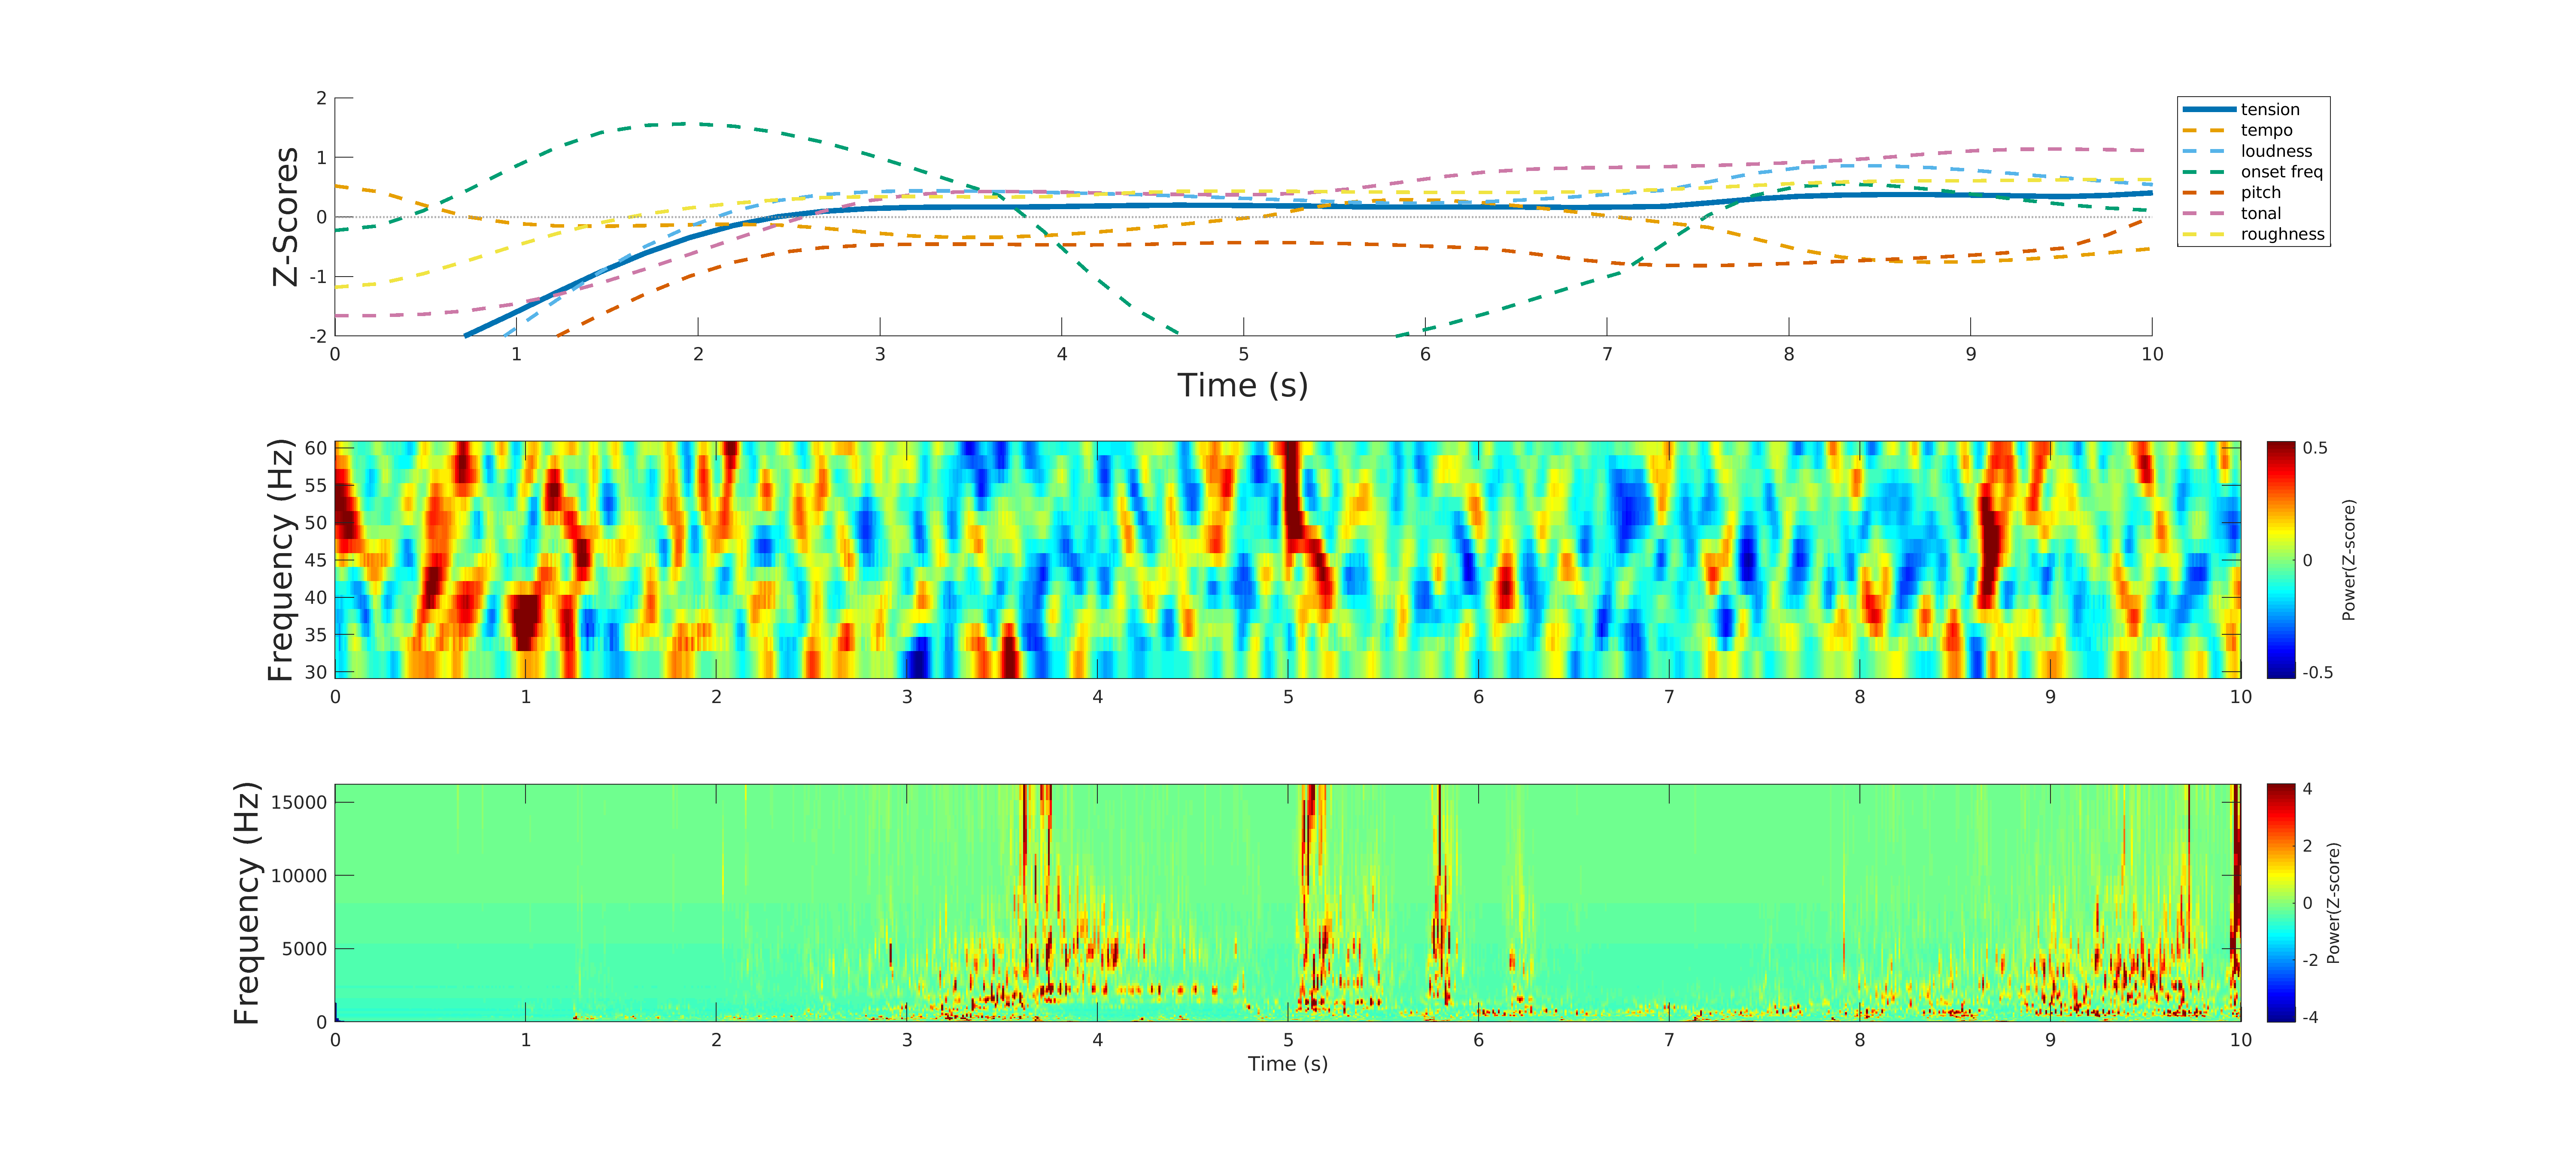 Z-Scores
2
1
0
-1
-2
0 1 2 3 4 5 6 7 8 9 10
Time (s)
tension
tempo
loudness
onset freq
pitch
tonal
roughness
Frequency (Hz)
60
55
50
45
40
35
30
0 1 2 3 4 5 6 7 8 9 10
0.5
0
-0.5
Power(Z-score)
Frequency (Hz)
15000
10000
5000
0
0 1 2 3 4 5 6 7 8 9 10
Time (s)
4
2
0
-2
-4
Power(Z-score)